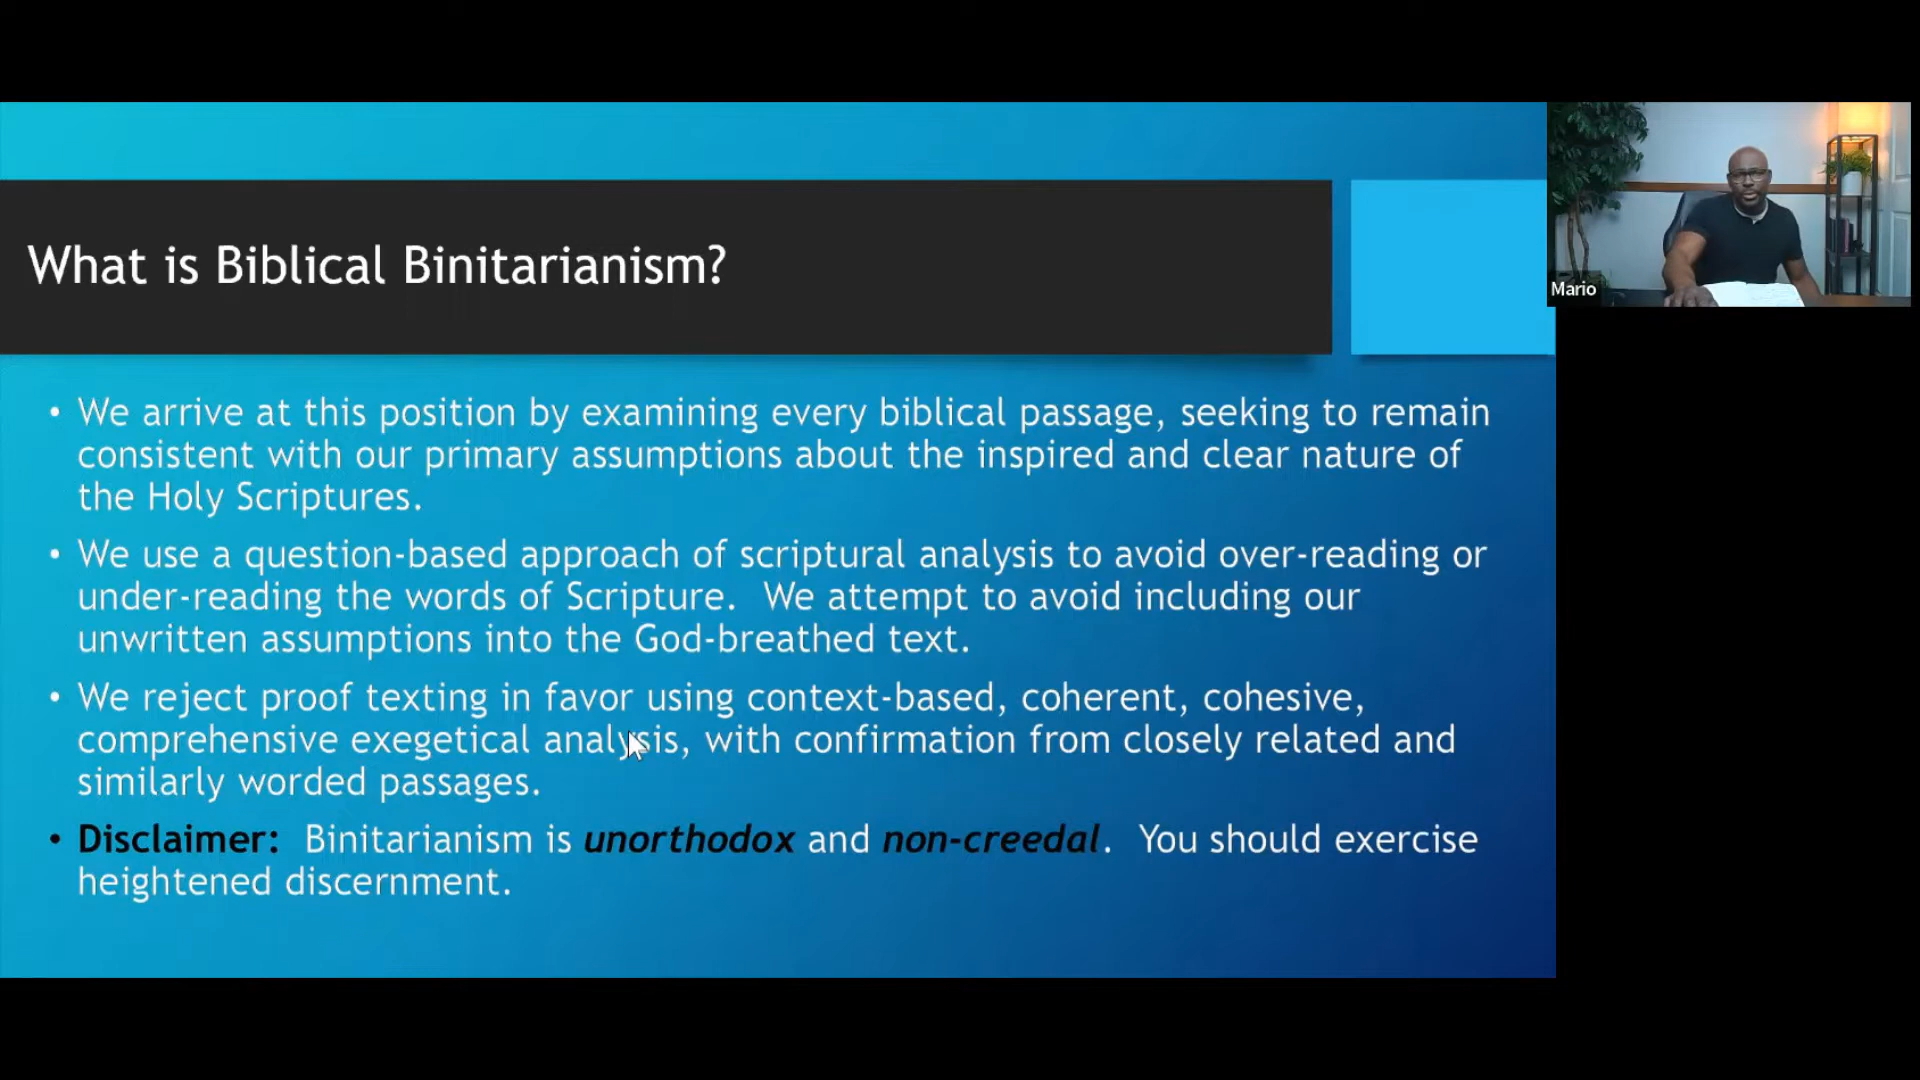 What is Biblical Binitarianism?
Mario
• We arrive at this position by examining every biblical passage, seeking to remain
consistent with our primary assumptions about the inspired and clear nature of
the Holy Scriptures.
• We use a question-based approach of scriptural analysis to avoid over-reading or
under-reading the words of Scripture.  We attempt to avoid including our
unwritten assumptions into the God-breathed text.
• We reject proof texting in favor using context-based, coherent, cohesive,
comprehensive exegetical analysis, with confirmation from closely related and
similarly worded passages.
• Disclaimer:  Binitarianism is unorthodox and non-creedal.  You should exercise
heightened discernment.